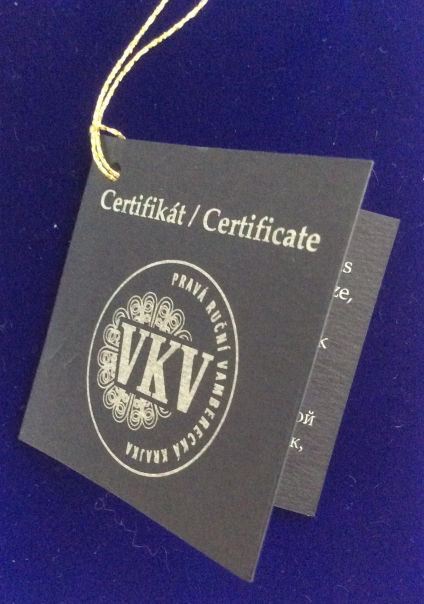 Certifikát / Certificate
PRAVÁ RUČNÍ VAMBERECKÁ KRAJKA
VKV